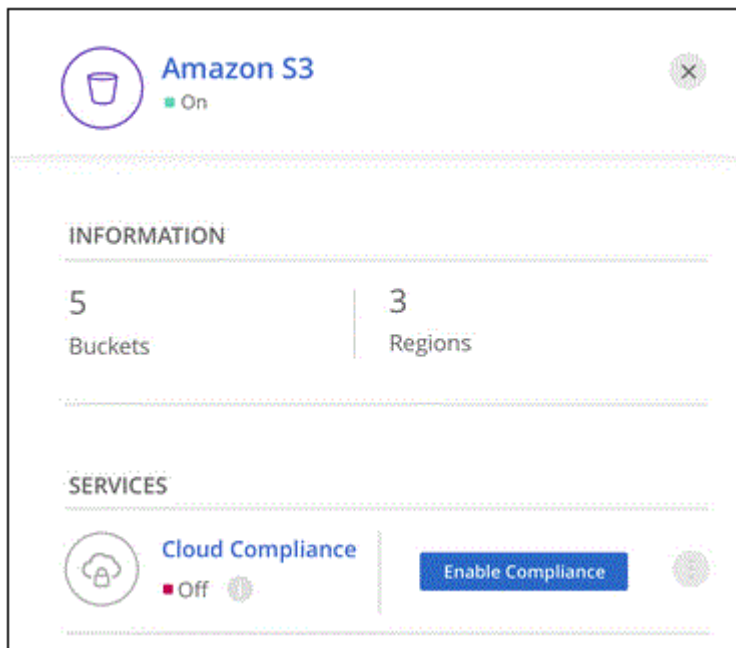 Amazon S3
On
INFORMATION
5
3
Buckets
Regions
SERVICES
Cloud Compliance
Off
Enable Compliance